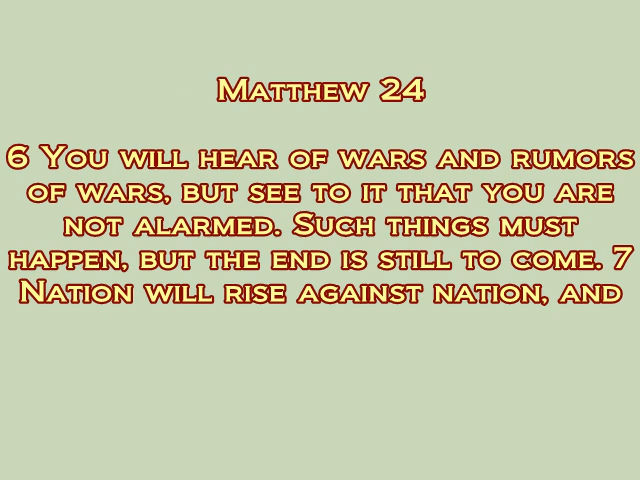 Matthew 24
6 You will hear of wars and rumors
of wars, but see to it that you are
not alarmed. Such things must
happen, but the end is still to come. 7
Nation will rise against nation, and